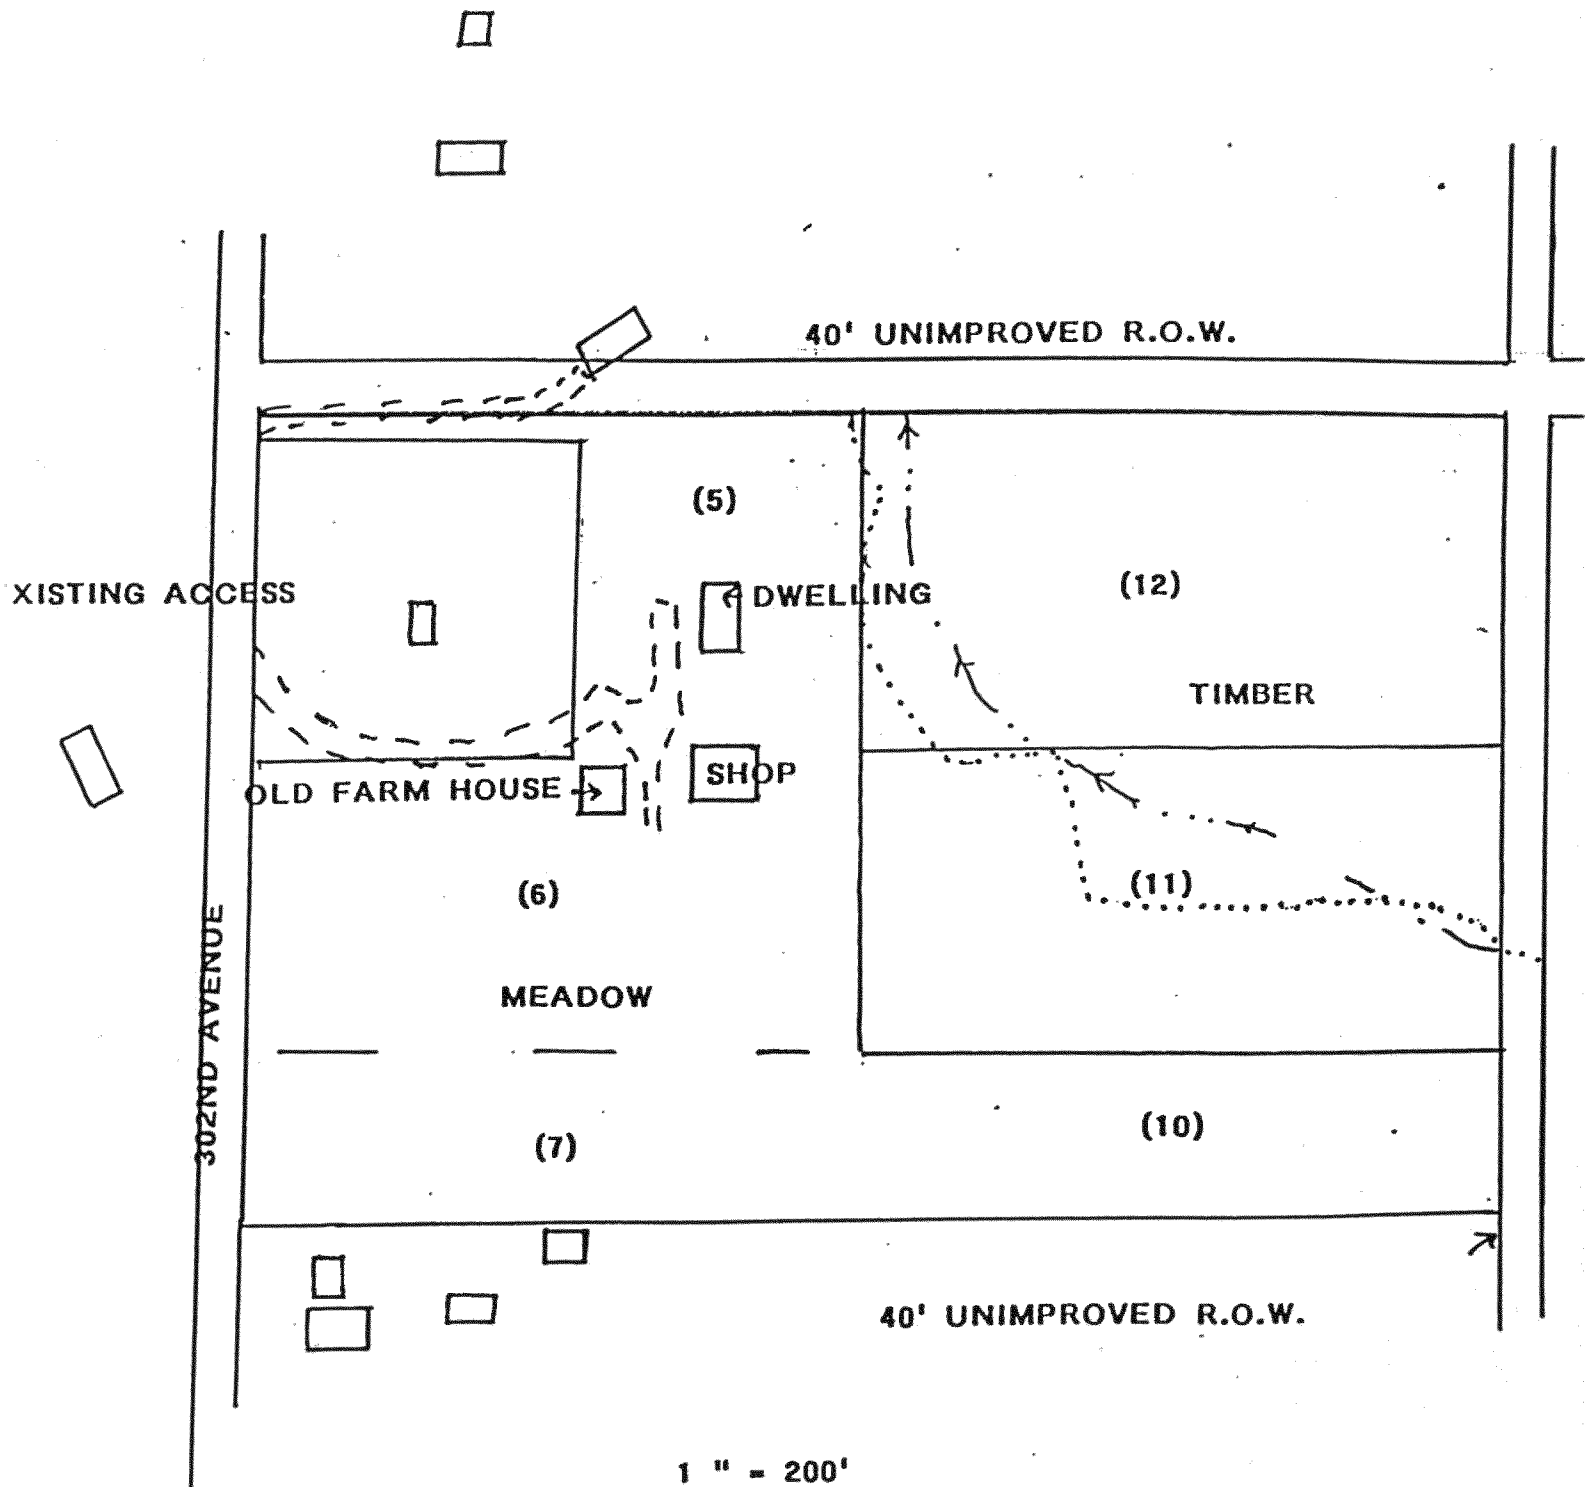 40' UNIMPROVED R.O.W.
(5)
XISTING ACCESS
DWELLING
(12)
TIMBER
OLD FARM HOUSE
SHOP
(6)
(11)
MEADOW
302ND AVENUE
(7)
(10)
40' UNIMPROVED R.O.W.
1 " = 200'